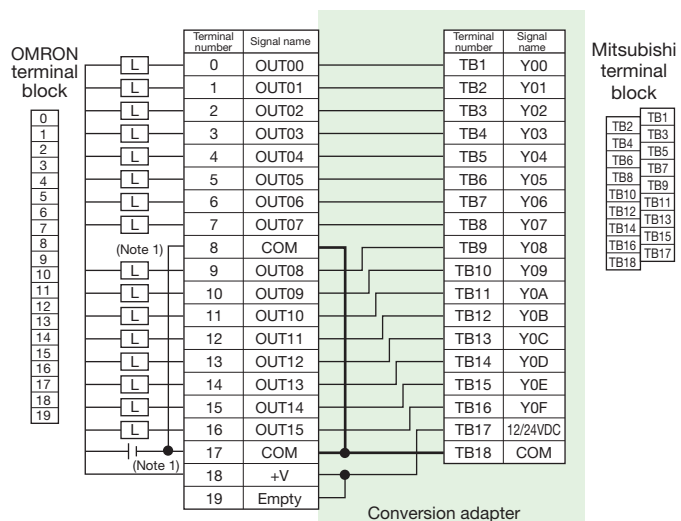 OMRON terminal block
0
1
2
3
4
5
6
7
8
9
10
11
12
13
14
15
16
17
18
19
Terminal number Signal name
L 0 OUT00
L 1 OUT01
L 2 OUT02
L 3 OUT03
L 4 OUT04
L 5 OUT05
L 6 OUT06
L 7 OUT07
(Note 1) 8 COM
L 9 OUT08
L 10 OUT09
L 11 OUT10
L 12 OUT11
L 13 OUT12
L 14 OUT13
L 15 OUT14
L 16 OUT15
(Note 1) 17 COM
18 +V
19 Empty
Terminal number Signal name
TB1 Y00
TB2 Y01
TB3 Y02
TB4 Y03
TB5 Y04
TB6 Y05
TB7 Y06
TB8 Y07
TB9 Y08
TB10 Y09
TB11 Y0A
TB12 Y0B
TB13 Y0C
TB14 Y0D
TB15 Y0E
TB16 Y0F
TB17 12/24VDC
TB18 COM
Conversion adapter
Mitsubishi terminal block
TB1
TB2
TB3
TB4
TB5
TB6
TB7
TB8
TB9
TB10
TB11
TB12
TB13
TB14
TB15
TB16
TB17
TB18